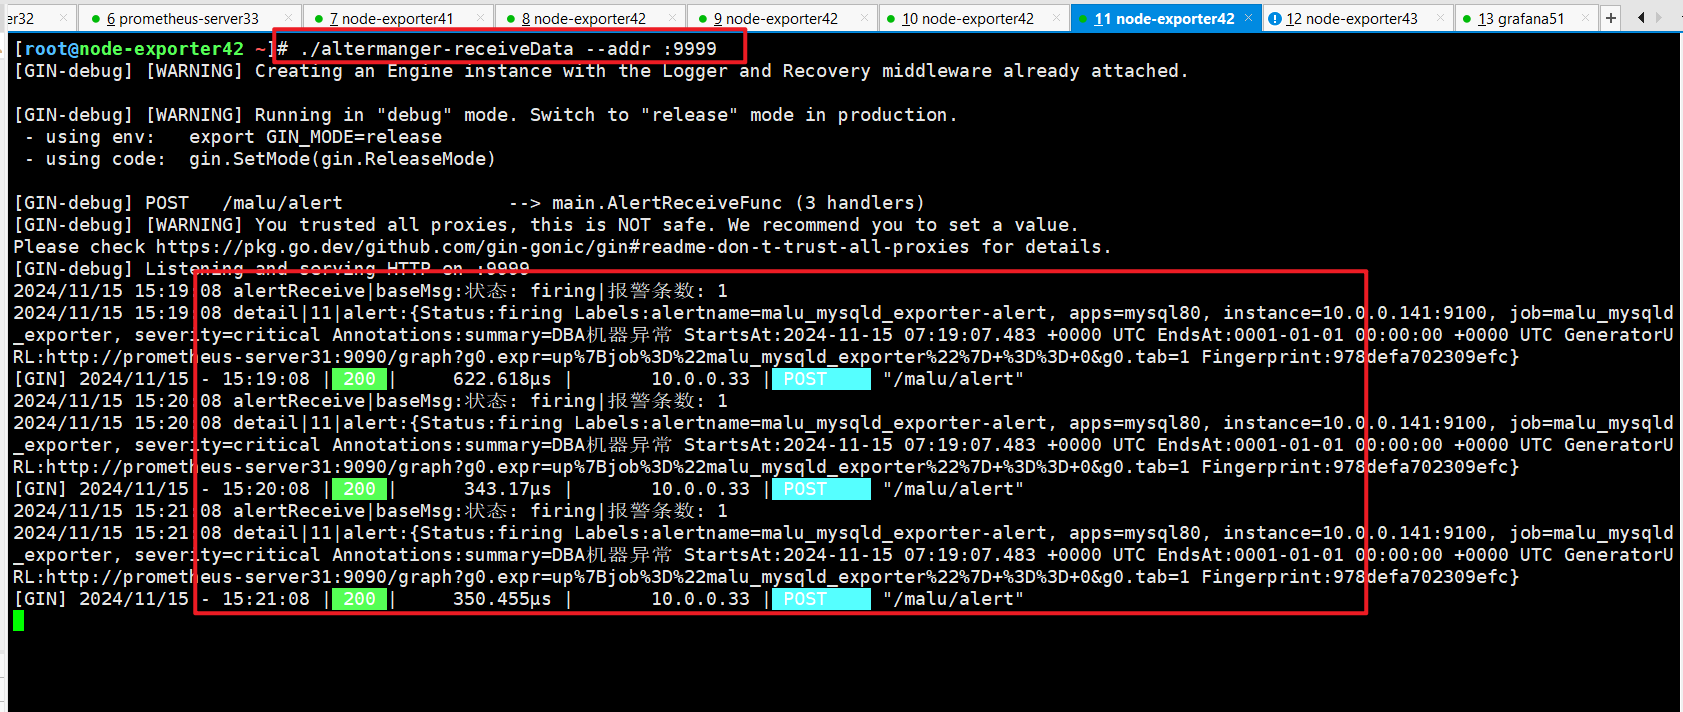 er32 6 prometheus-server33 7 node-exporter41 8 node-exporter42 9 node-exporter42 10 node-exporter42 11 node-exporter42 12 node-exporter43 13 grafana51
[root@node-exporter42 ~]# ./altermanger-receiveData --addr :9999
[GIN-debug] [WARNING] Creating an Engine instance with the Logger and Recovery middleware already attached.
[GIN-debug] [WARNING] Running in "debug" mode. Switch to "release" mode in production.
- using env:   export GIN_MODE=release
- using code:  gin.SetMode(gin.ReleaseMode)
[GIN-debug] POST   /malu/alert               --> main.AlertReceiveFunc (3 handlers)
[GIN-debug] [WARNING] You trusted all proxies, this is NOT safe. We recommend you to set a value.
Please check https://pkg.go.dev/github.com/gin-gonic/gin#readme-don-t-trust-all-proxies for details.
[GIN-debug] Listening and serving HTTP on :9999
2024/11/15 15:19:08 alertReceive|baseMsg:状态: firing|报警条数: 1
2024/11/15 15:19:08 detail|11|alert:{Status:firing Labels:alertname=malu_mysqld_exporter-alert, apps=mysql80, instance=10.0.0.141:9100, job=malu_mysqld
_exporter, severity=critical Annotations:summary=DBA机器异常 StartsAt:2024-11-15 07:19:07.483 +0000 UTC EndsAt:0001-01-01 00:00:00 +0000 UTC GeneratorU
RL:http://prometheus-server31:9090/graph?g0.expr=up%7Bjob%3D%22malu_mysqld_exporter%22%7D+%3D%3D+0&g0.tab=1 Fingerprint:978defa702309efc}
[GIN] 2024/11/15 - 15:19:08 | 200 |     622.618µs |       10.0.0.33 | POST     "/malu/alert"
2024/11/15 15:20:08 alertReceive|baseMsg:状态: firing|报警条数: 1
2024/11/15 15:20:08 detail|11|alert:{Status:firing Labels:alertname=malu_mysqld_exporter-alert, apps=mysql80, instance=10.0.0.141:9100, job=malu_mysqld
_exporter, severity=critical Annotations:summary=DBA机器异常 StartsAt:2024-11-15 07:19:07.483 +0000 UTC EndsAt:0001-01-01 00:00:00 +0000 UTC GeneratorU
RL:http://prometheus-server31:9090/graph?g0.expr=up%7Bjob%3D%22malu_mysqld_exporter%22%7D+%3D%3D+0&g0.tab=1 Fingerprint:978defa702309efc}
[GIN] 2024/11/15 - 15:20:08 | 200 |      343.17µs |       10.0.0.33 | POST     "/malu/alert"
2024/11/15 15:21:08 alertReceive|baseMsg:状态: firing|报警条数: 1
2024/11/15 15:21:08 detail|11|alert:{Status:firing Labels:alertname=malu_mysqld_exporter-alert, apps=mysql80, instance=10.0.0.141:9100, job=malu_mysqld
_exporter, severity=critical Annotations:summary=DBA机器异常 StartsAt:2024-11-15 07:19:07.483 +0000 UTC EndsAt:0001-01-01 00:00:00 +0000 UTC GeneratorU
RL:http://prometheus-server31:9090/graph?g0.expr=up%7Bjob%3D%22malu_mysqld_exporter%22%7D+%3D%3D+0&g0.tab=1 Fingerprint:978defa702309efc}
[GIN] 2024/11/15 - 15:21:08 | 200 |     350.455µs |       10.0.0.33 | POST     "/malu/alert"